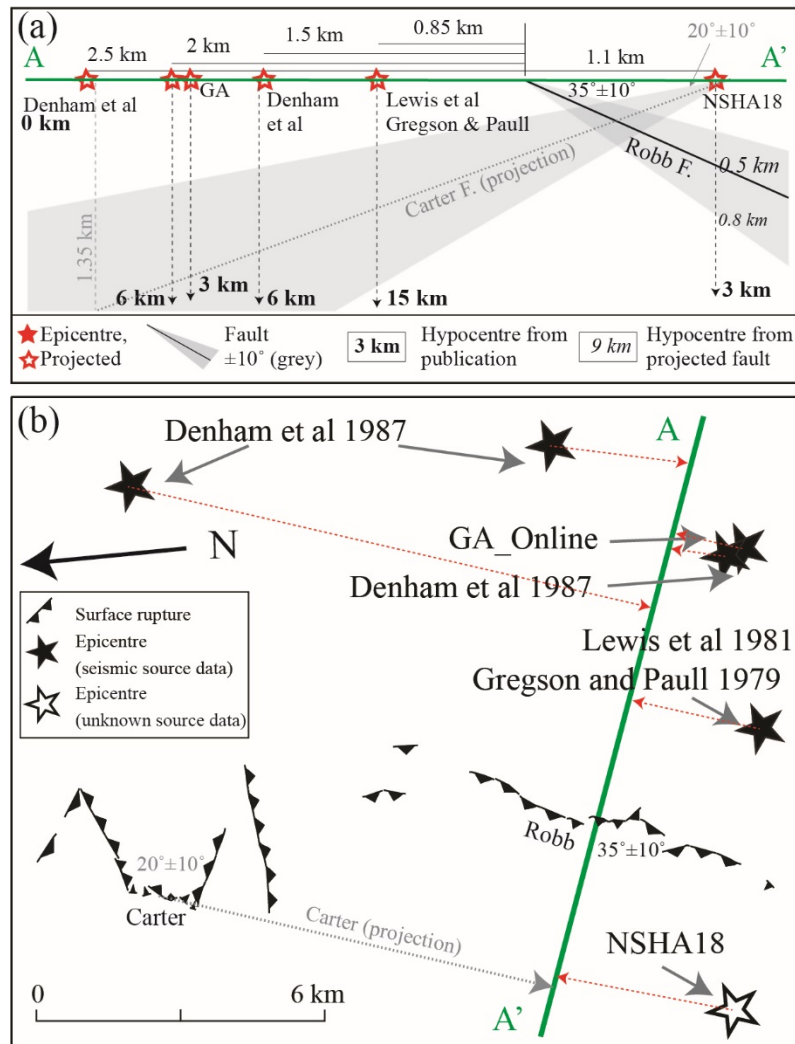 (a)
0.85 km
1.5 km
2 km
2.5 km
1.1 km
20˚±10˚
A
A’
35˚±10˚
Denham et al
GA
Denham
et al
Lewis et al
Gregson & Paull
NSHA18
0 km
Robb F.
0.5 km
Carter F. (projection)
0.8 km
1.35 km
6 km
3 km
6 km
15 km
3 km
Epicentre,
Projected
Fault
±10˚ (grey)
3 km
Hypocentre from
publication
9 km
Hypocentre from
projected fault
(b)
Denham et al 1987
A
GA_Online
N
Denham et al 1987
Surface rupture
Epicentre
(seismic source data)
Epicentre
(unknown source data)
Lewis et al 1981
Gregson and Paull 1979
Robb
35˚±10˚
20˚±10˚
Carter
Carter (projection)
NSHA18
0
6 km
A’